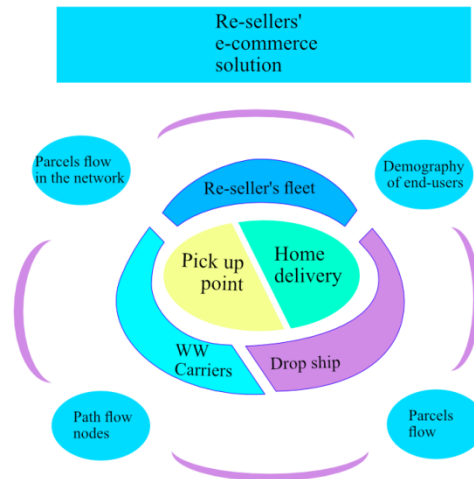 Re-sellers'
e-commerce
solution
Parcels flow
in the network
Demography
of end-users
Re-seller's fleet
Pick up
point
Home
delivery
WW
Carriers
Drop ship
Path flow
nodes
Parcels
flow